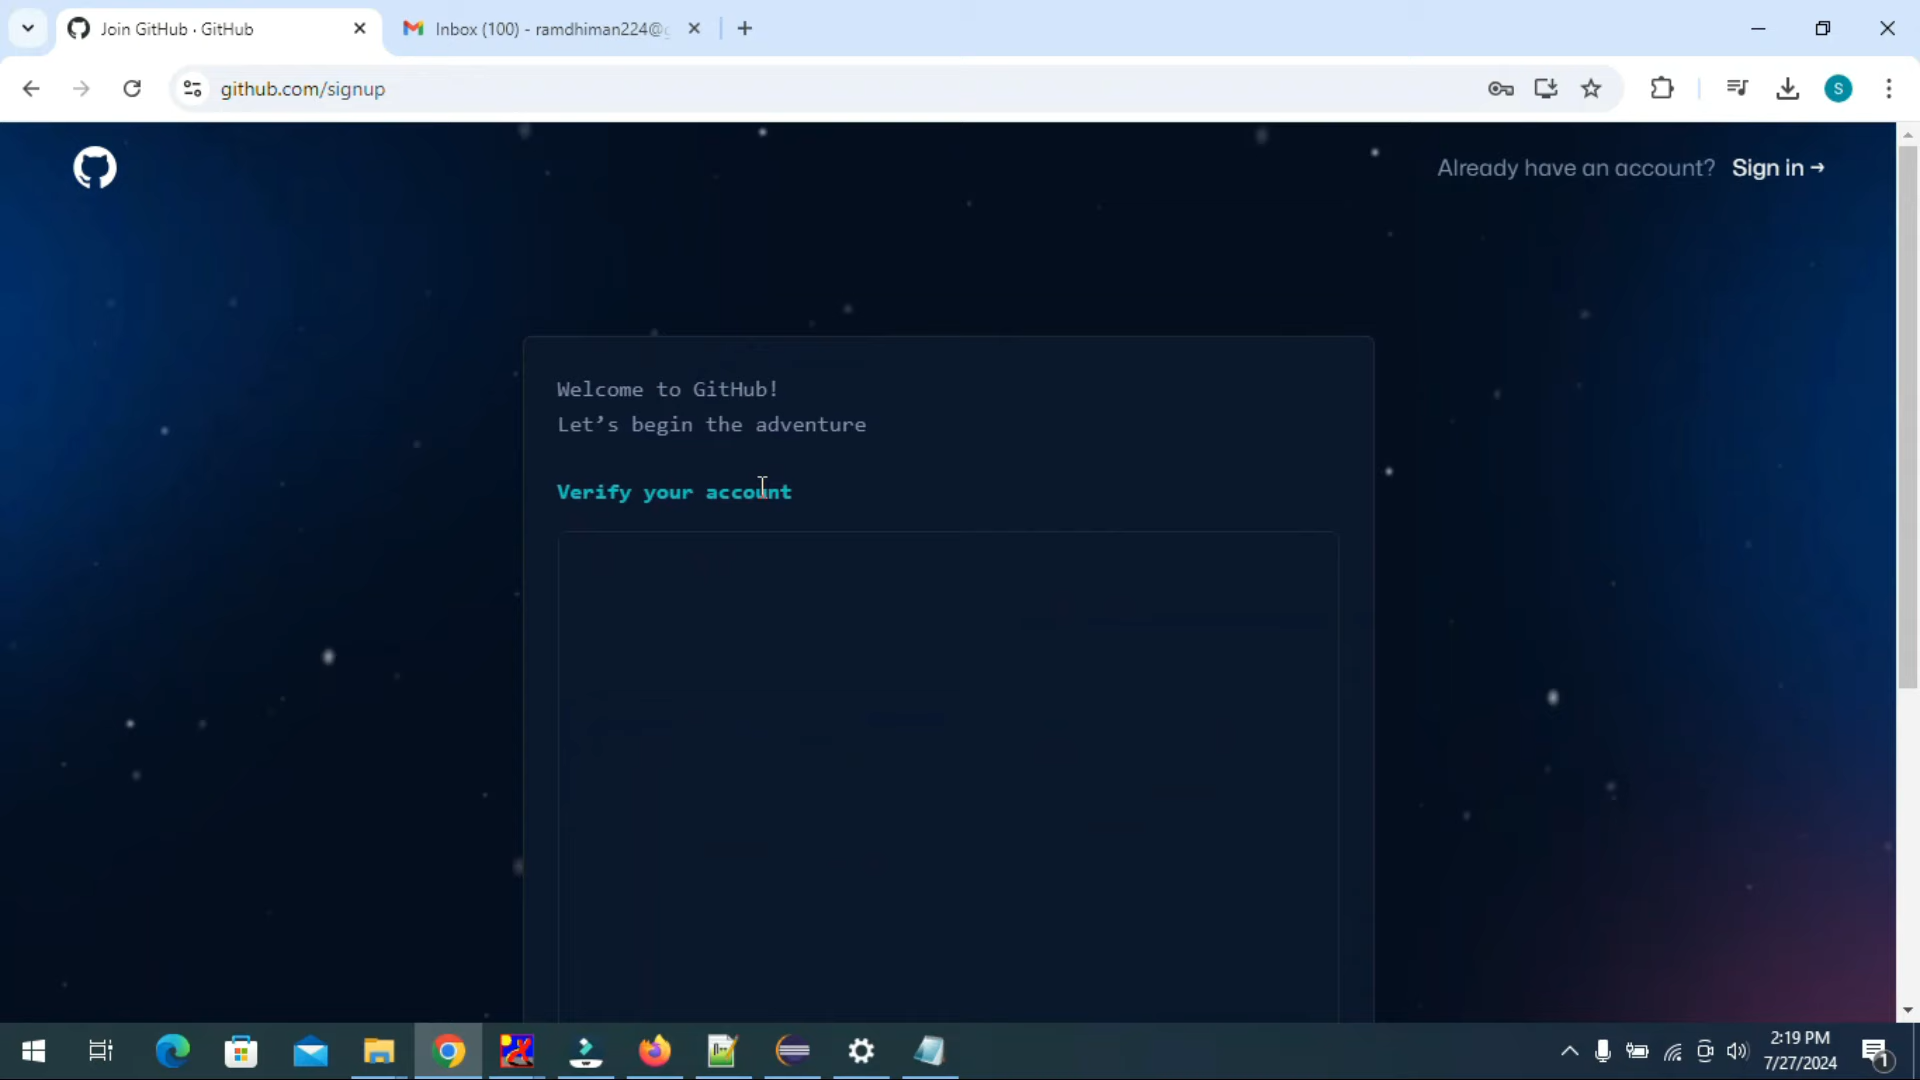 Join GitHub · GitHub
Inbox (100) - ramdhiman224@
github.com/signup
S
Already have an account? Sign in →
Welcome to GitHub!
Let’s begin the adventure
Verify your account
2:19 PM
7/27/2024
1